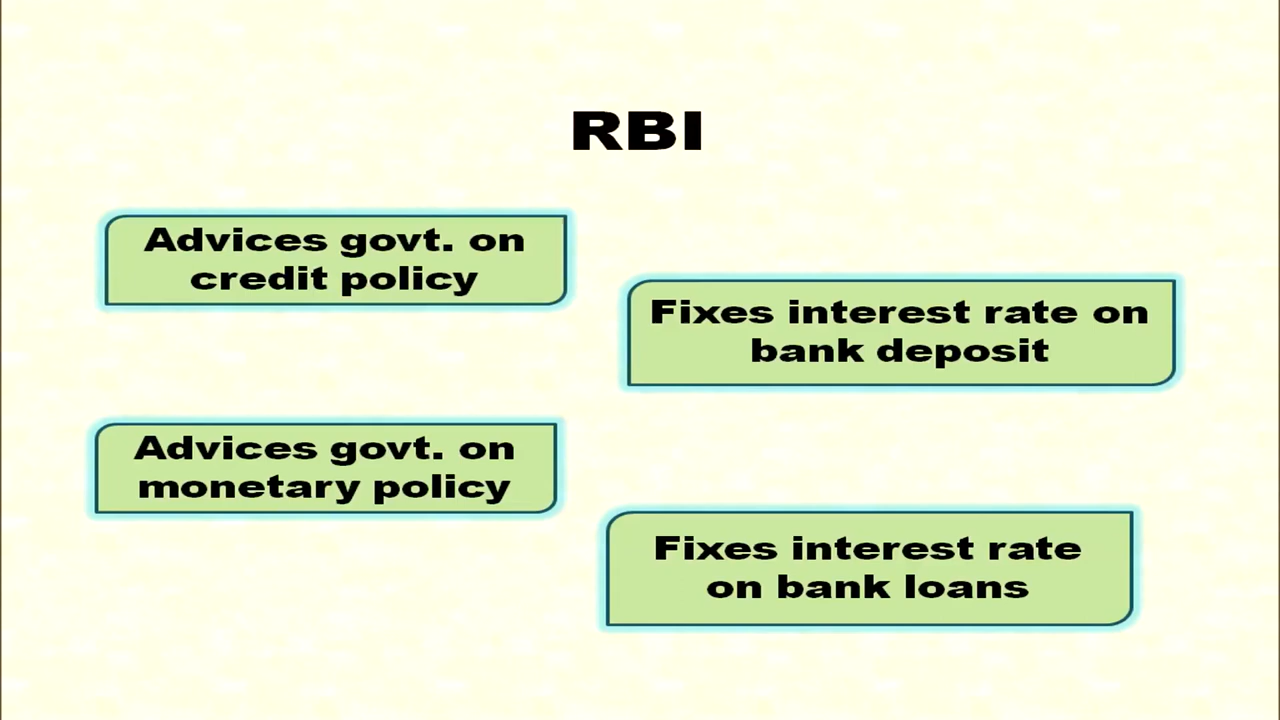 RBI
Advices govt. on
credit policy
Fixes interest rate on
bank deposit
Advices govt. on
monetary policy
Fixes interest rate
on bank loans